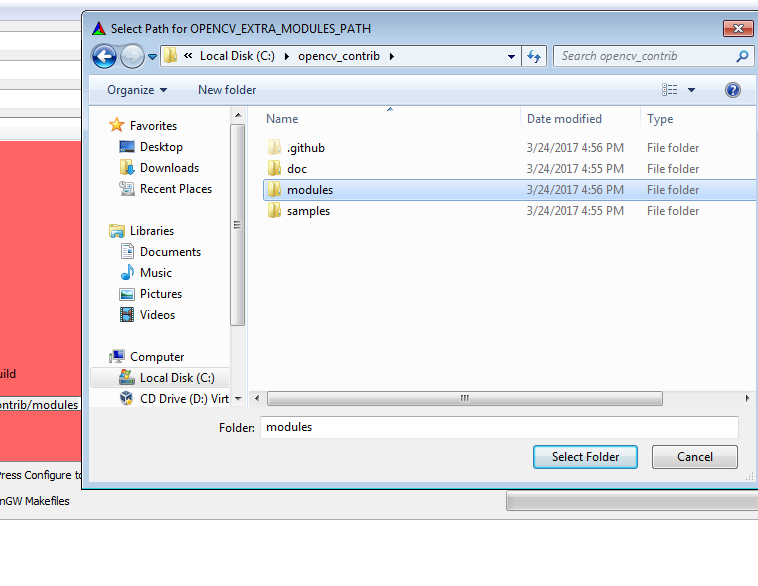 Select Path for OPENCV_EXTRA_MODULES_PATH
« Local Disk (C:) opencv_contrib
Search opencv_contrib
Organize New folder
Favorites
Desktop
Downloads
Recent Places
Libraries
Documents
Music
Pictures
Videos
Computer
Local Disk (C:)
CD Drive (D:) Virt
Name Date modified Type
.github 3/24/2017 4:56 PM File folder
doc 3/24/2017 4:55 PM File folder
modules 3/24/2017 4:56 PM File folder
samples 3/24/2017 4:55 PM File folder
Folder: modules
Select Folder Cancel
uild
ontrib/modules
Press Configure to
nGW Makefiles